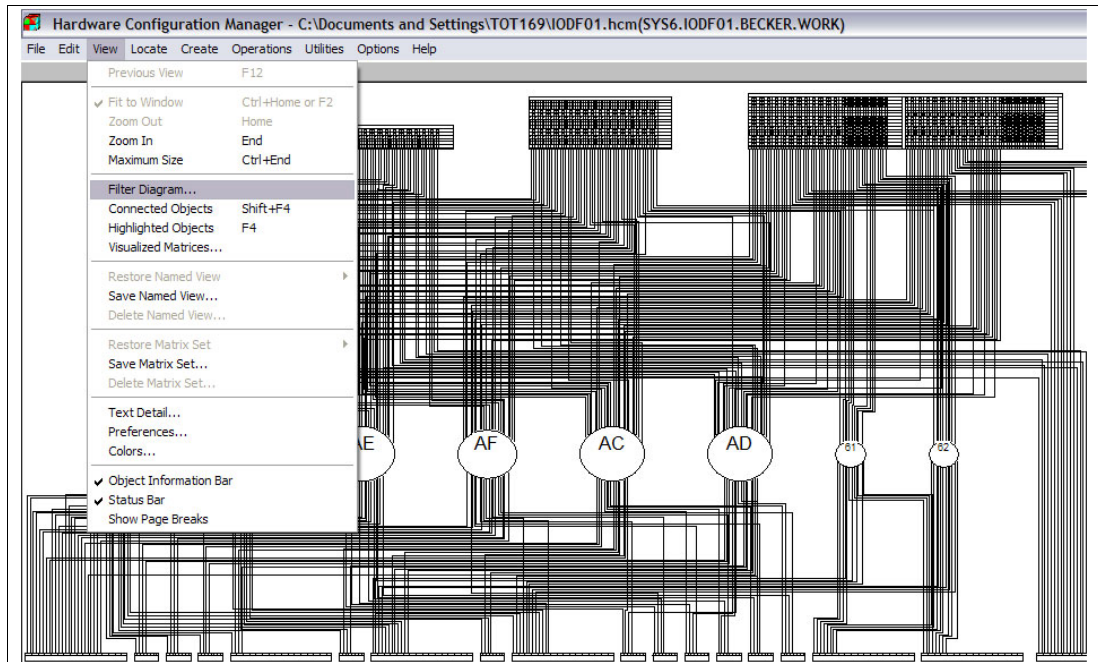 Hardware Configuration Manager - C:\Documents and Settings\TOT169\IODF01.hcm(SYS6.IODF01.BECKER.WORK)
File Edit View Locate Create Operations Utilities Options Help
Previous View F12
Fit to Window Ctrl+Home or F2
Zoom Out Home
Zoom In End
Maximum Size Ctrl+End
Filter Diagram...
Connected Objects Shift+F4
Highlighted Objects F4
Visualized Matrices...
Restore Named View
Save Named View...
Delete Named View...
Restore Matrix Set
Save Matrix Set...
Delete Matrix Set...
Text Detail...
Preferences...
Colors...
Object Information Bar
Status Bar
Show Page Breaks
AE AF AC AD 61 62